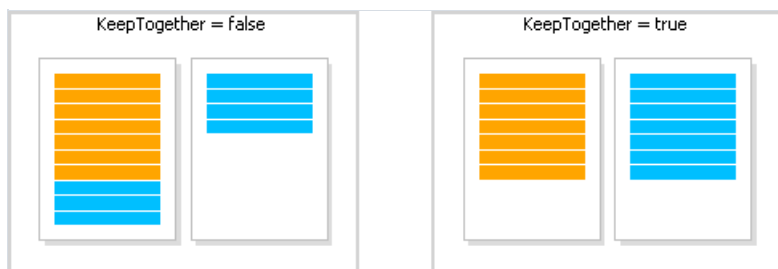 KeepTogether = false
KeepTogether = true